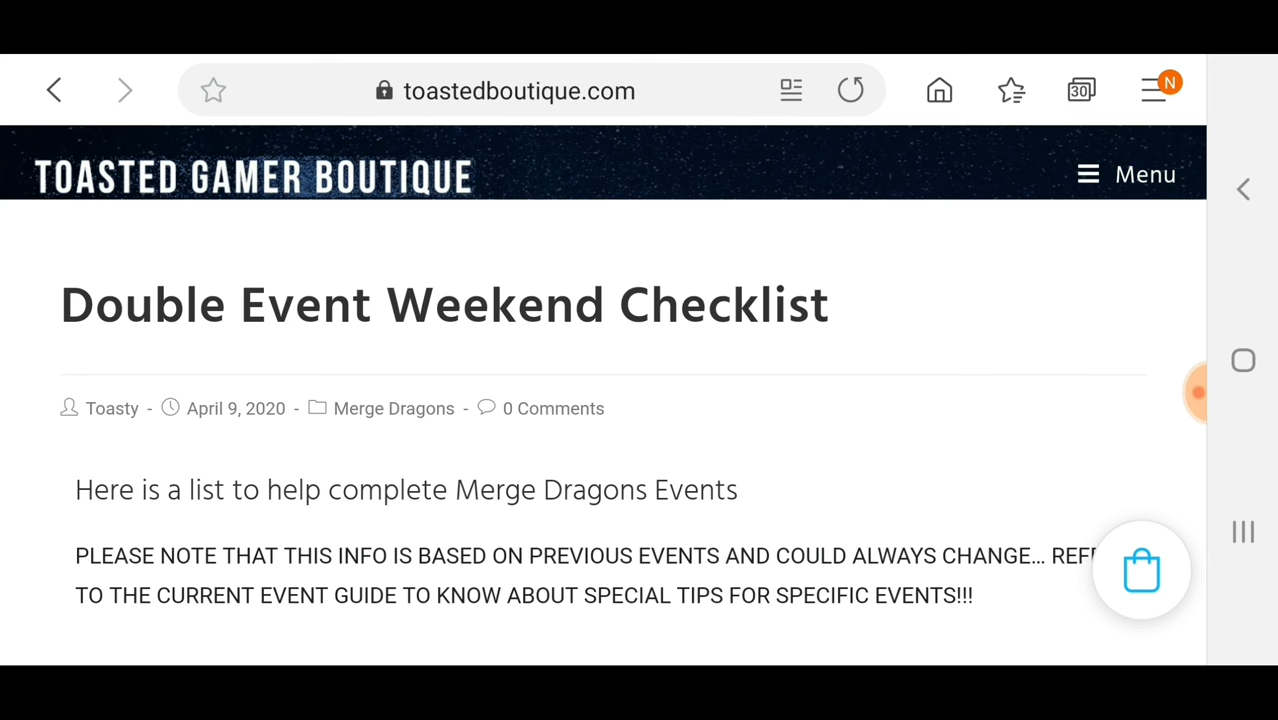 toastedboutique.com
30
N
TOASTED GAMER BOUTIQUE
Menu
Double Event Weekend Checklist
Toasty - April 9, 2020 - Merge Dragons - 0 Comments
Here is a list to help complete Merge Dragons Events
PLEASE NOTE THAT THIS INFO IS BASED ON PREVIOUS EVENTS AND COULD ALWAYS CHANGE...
TO THE CURRENT EVENT GUIDE TO KNOW ABOUT SPECIAL TIPS FOR SPECIFIC EVENTS!!!